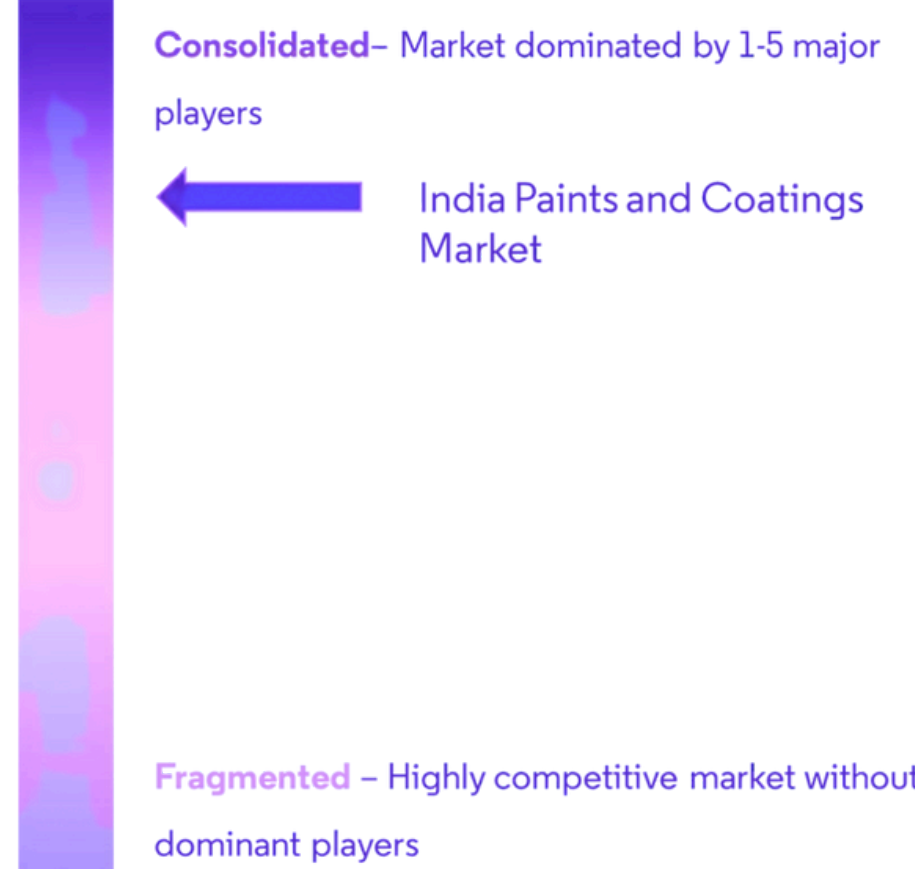 Consolidated– Market dominated by 1-5 major
players
India Paints and Coatings
Market
Fragmented – Highly competitive market without
dominant players